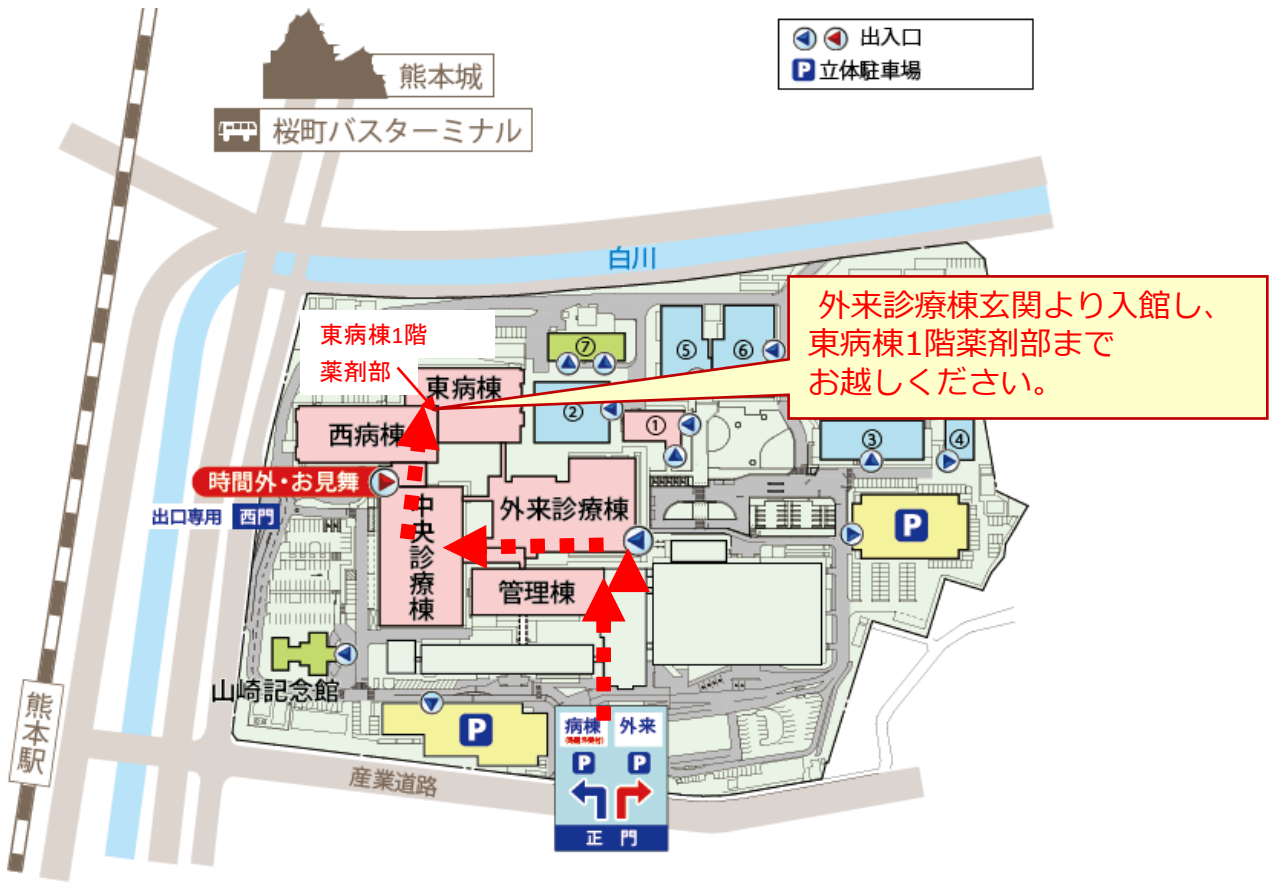 出入口
P 立体駐車場
熊本城
桜町バスターミナル
白川
外来診療棟玄関より入館し、
東病棟1階薬剤部まで
お越しください。
東病棟1階
薬剤部
⑦
⑤
⑥
東病棟
②
①
③
④
西病棟
時間外・お見舞
出口専用 西門
中央診療棟
外来診療棟
P
管理棟
山崎記念館
P
熊本駅
産業道路
病棟
外来
P
P
正門